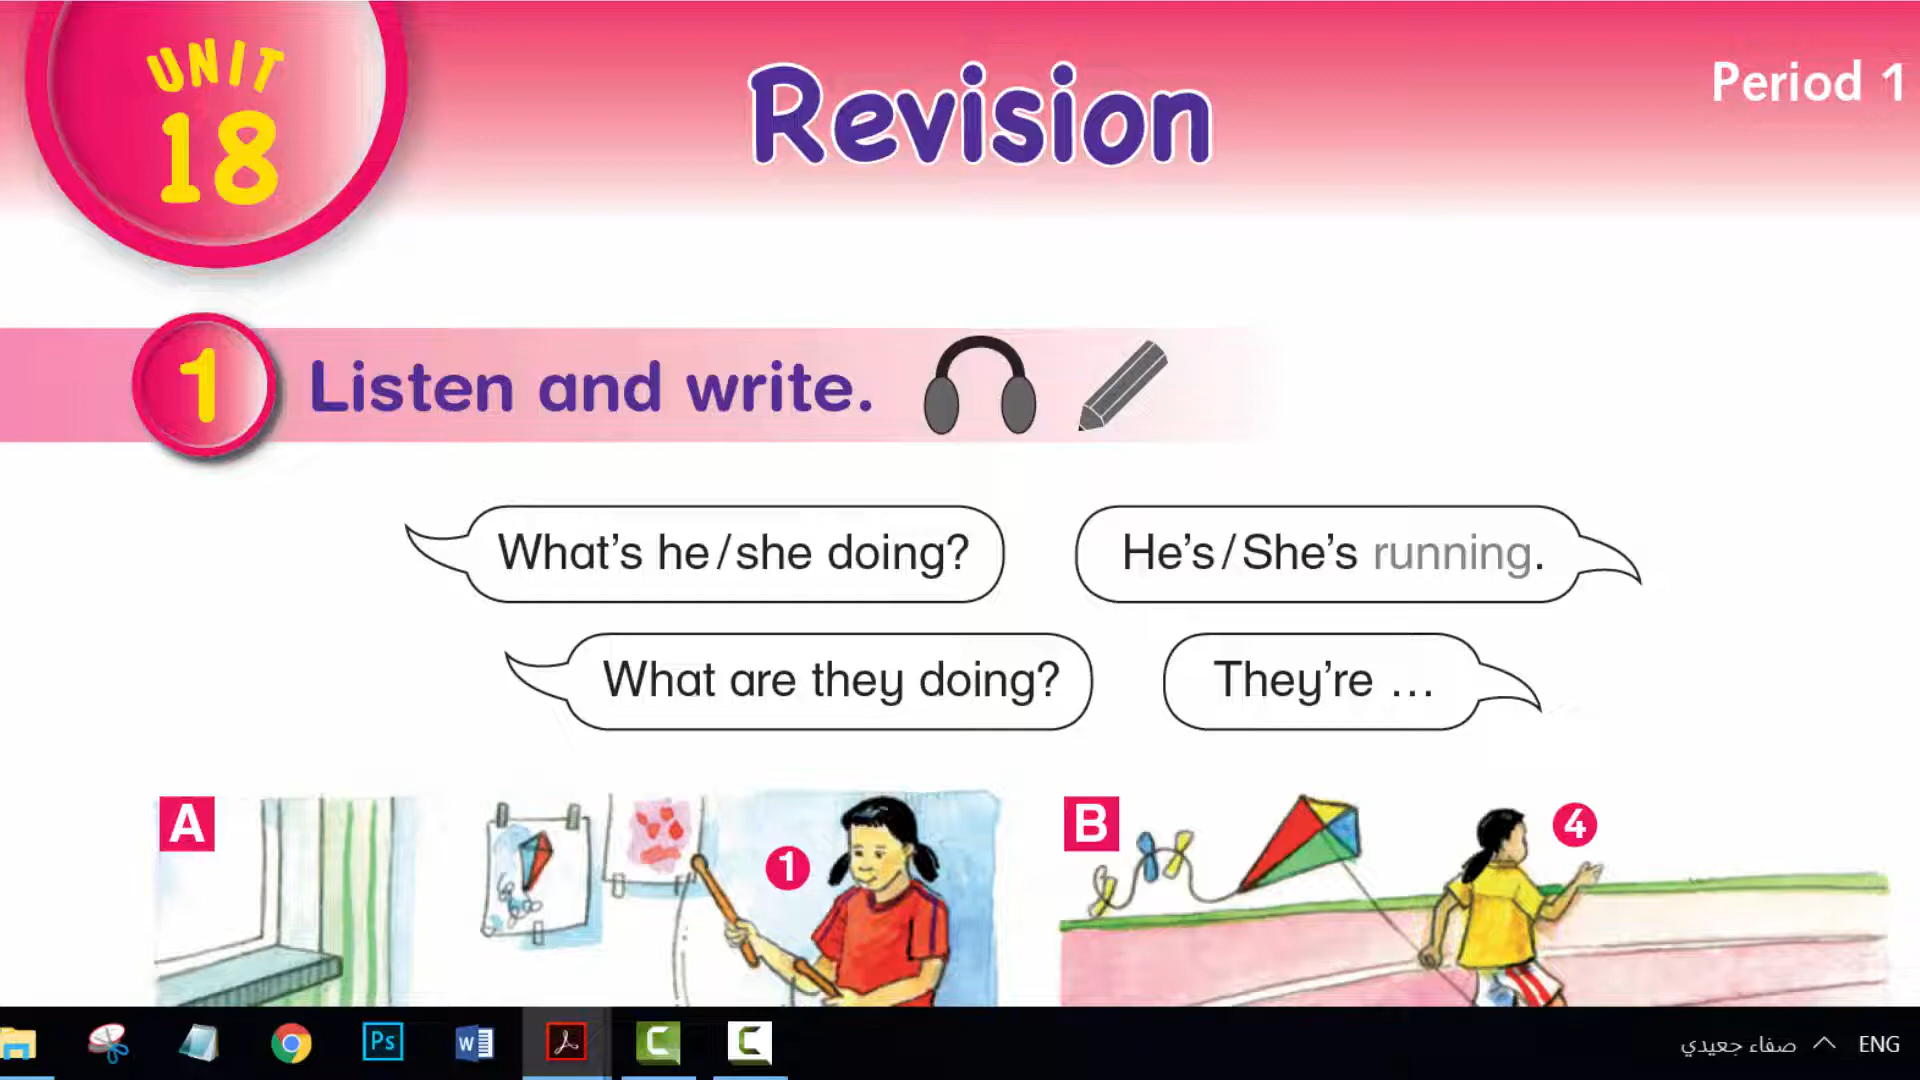 UNIT
18
Revision
Period 1
1 Listen and write.
What's he/she doing?
He's/She's running.
What are they doing?
They're ...
A
1
B
4
Ps
W
صفاء جعيدي
ENG